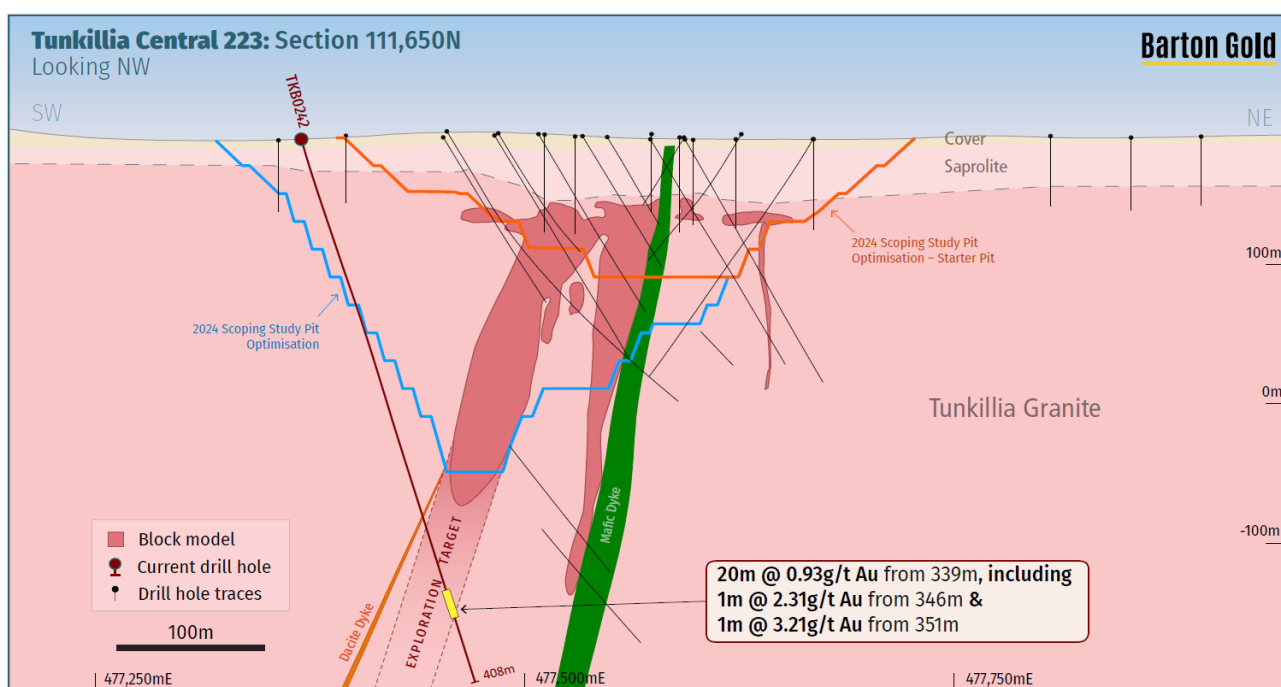 Tunkillia Central 223: Section 111,650N
Looking NW
Barton Gold
SW
NE
TKB0242
Cover
Saprolite
2024 Scoping Study Pit
Optimisation – Starter Pit
100m
2024 Scoping Study Pit
Optimisation
0m
Tunkillia Granite
Mafic Dyke
-100m
EXPLORATION TARGET
Dacite Dyke
Block model
Current drill hole
Drill hole traces
100m
20m @ 0.93g/t Au from 339m, including
1m @ 2.31g/t Au from 346m &
1m @ 3.21g/t Au from 351m
408m
477,250mE
477,500mE
477,750mE